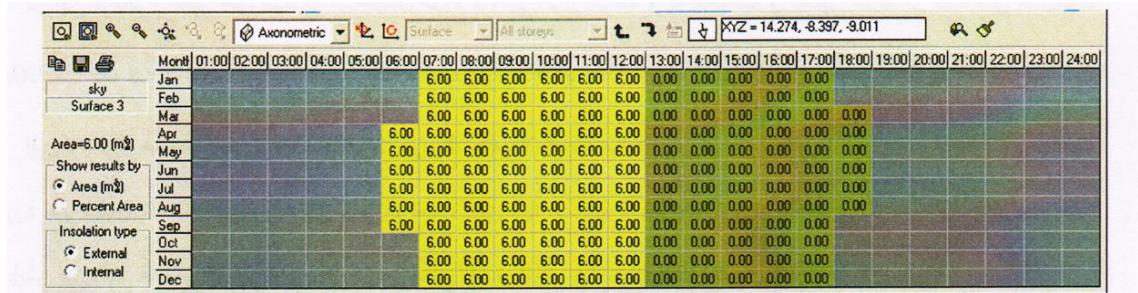 Axonometric Surface All storeys XYZ = 14.274, -8.397, -9.011
Month 01:00 02:00 03:00 04:00 05:00 06:00 07:00 08:00 09:00 10:00 11:00 12:00 13:00 14:00 15:00 16:00 17:00 18:00 19:00 20:00 21:00 22:00 23:00 24:00
Jan 6.00 6.00 6.00 6.00 6.00 6.00 0.00 0.00 0.00 0.00 0.00
Feb 6.00 6.00 6.00 6.00 6.00 6.00 0.00 0.00 0.00 0.00 0.00
Mar 6.00 6.00 6.00 6.00 6.00 6.00 0.00 0.00 0.00 0.00 0.00 0.00
Apr 6.00 6.00 6.00 6.00 6.00 6.00 6.00 0.00 0.00 0.00 0.00 0.00 0.00
May 6.00 6.00 6.00 6.00 6.00 6.00 6.00 0.00 0.00 0.00 0.00 0.00 0.00
Jun 6.00 6.00 6.00 6.00 6.00 6.00 6.00 0.00 0.00 0.00 0.00 0.00 0.00
Jul 6.00 6.00 6.00 6.00 6.00 6.00 6.00 0.00 0.00 0.00 0.00 0.00 0.00
Aug 6.00 6.00 6.00 6.00 6.00 6.00 6.00 0.00 0.00 0.00 0.00 0.00 0.00
Sep 6.00 6.00 6.00 6.00 6.00 6.00 6.00 0.00 0.00 0.00 0.00 0.00
Oct 6.00 6.00 6.00 6.00 6.00 6.00 0.00 0.00 0.00 0.00 0.00
Nov 6.00 6.00 6.00 6.00 6.00 6.00 0.00 0.00 0.00 0.00 0.00
Dec 6.00 6.00 6.00 6.00 6.00 6.00 0.00 0.00 0.00 0.00 0.00
sky
Surface 3
Area=6.00 (m2)
Show results by
Area (m2)
Percent Area
Insolation type
External
Internal